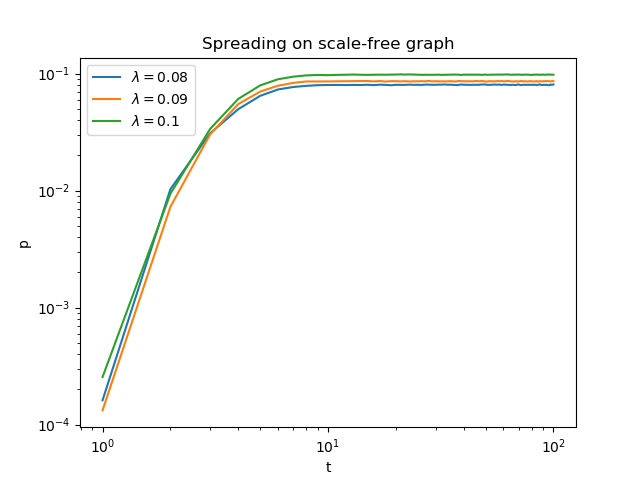 Spreading on scale-free graph
λ = 0.08
λ = 0.09
λ = 0.1
p
10⁻¹
10⁻²
10⁻³
10⁻⁴
10⁰ 10¹ 10²
t